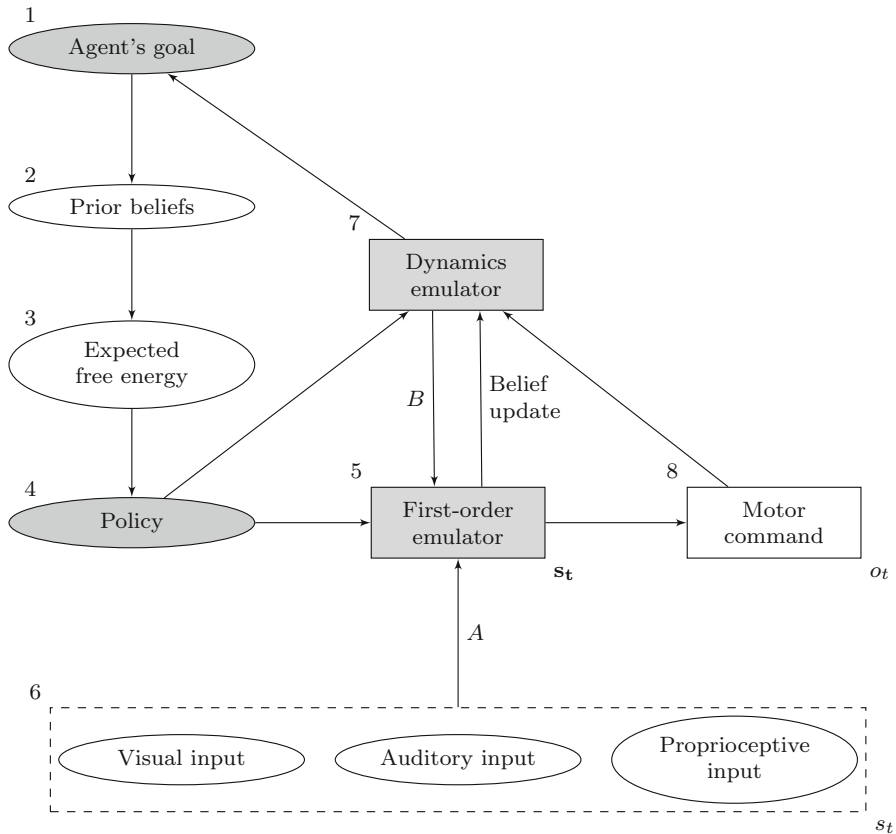 1
Agent's goal
2
Prior beliefs
7
Dynamics
emulator
3
Expected
free energy
B
Belief
update
4
Policy
5
First-order
emulator
s_t
8
Motor
command
o_t
A
6
Visual input
Auditory input
Proprioceptive
input
s_t